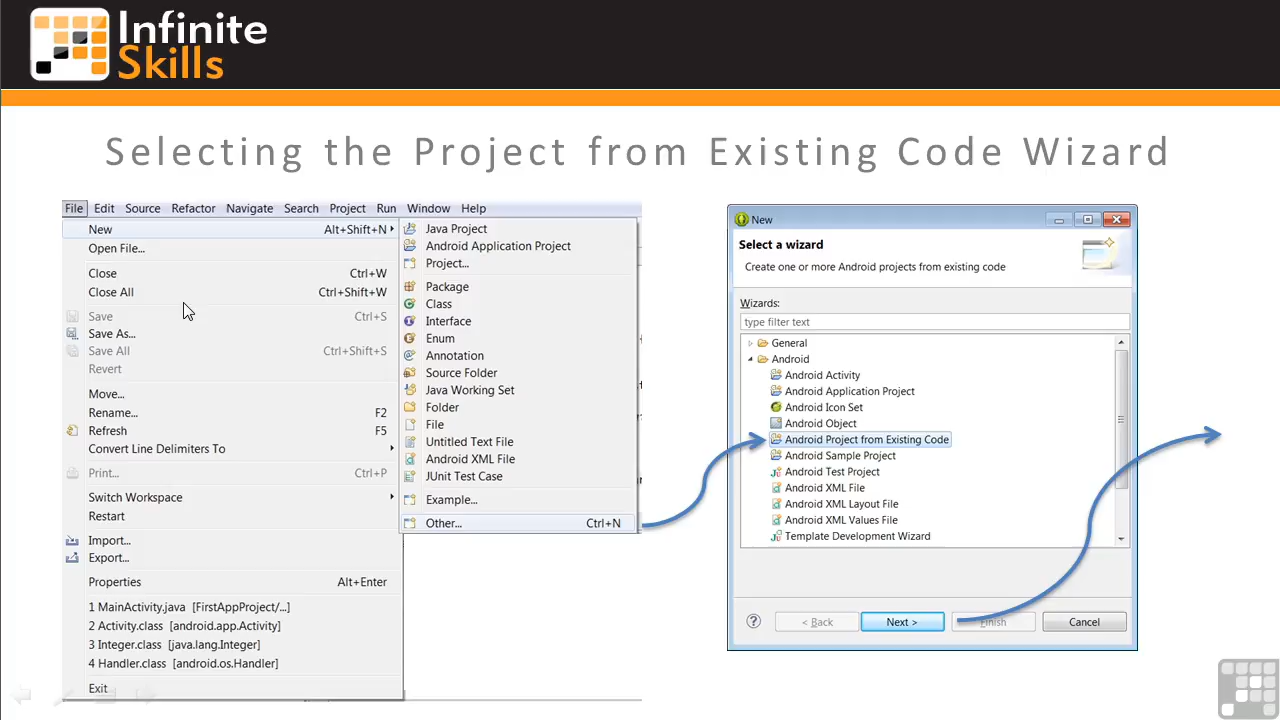 Infinite
Skills
Selecting the Project from Existing Code Wizard
File Edit Source Refactor Navigate Search Project Run Window Help
New Alt+Shift+N
Open File...
Close Ctrl+W
Close All Ctrl+Shift+W
Save Ctrl+S
Save As...
Save All Ctrl+Shift+S
Revert
Move...
Rename... F2
Refresh F5
Convert Line Delimiters To
Print... Ctrl+P
Switch Workspace
Restart
Import...
Export...
Properties Alt+Enter
1 MainActivity.java [FirstAppProject/...]
2 Activity.class [android.app.Activity]
3 Integer.class [java.lang.Integer]
4 Handler.class [android.os.Handler]
Exit
Java Project
Android Application Project
Project...
Package
Class
Interface
Enum
Annotation
Source Folder
Java Working Set
Folder
File
Untitled Text File
Android XML File
JUnit Test Case
Example...
Other... Ctrl+N
New
Select a wizard
Create one or more Android projects from existing code
Wizards:
type filter text
General
Android
Android Activity
Android Application Project
Android Icon Set
Android Object
Android Project from Existing Code
Android Sample Project
Android Test Project
Android XML File
Android XML Layout File
Android XML Values File
Template Development Wizard
? < Back Next > Finish Cancel